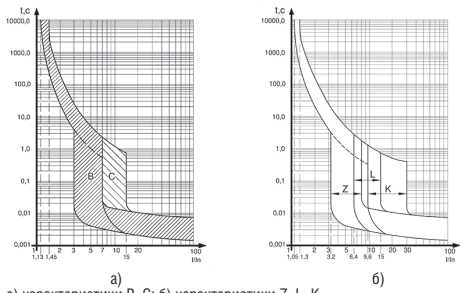 t,c
10000,0
1000,0
100,0
10,0
1,0
0,1
0,01
0,001
B
C
1 2 3 5 7 10 20 30 100
1,13 1,45 15 I/In
а)
t,c
10000,0
1000,0
100,0
10,0
1,0
0,1
0,01
0,001
L
Z
K
1 2 3 5 10 20 30 100
1,05 1,3 3,2 6,4 9,6 15 I/In
б)
а) характеристики B, C; б) характеристики Z, L, K